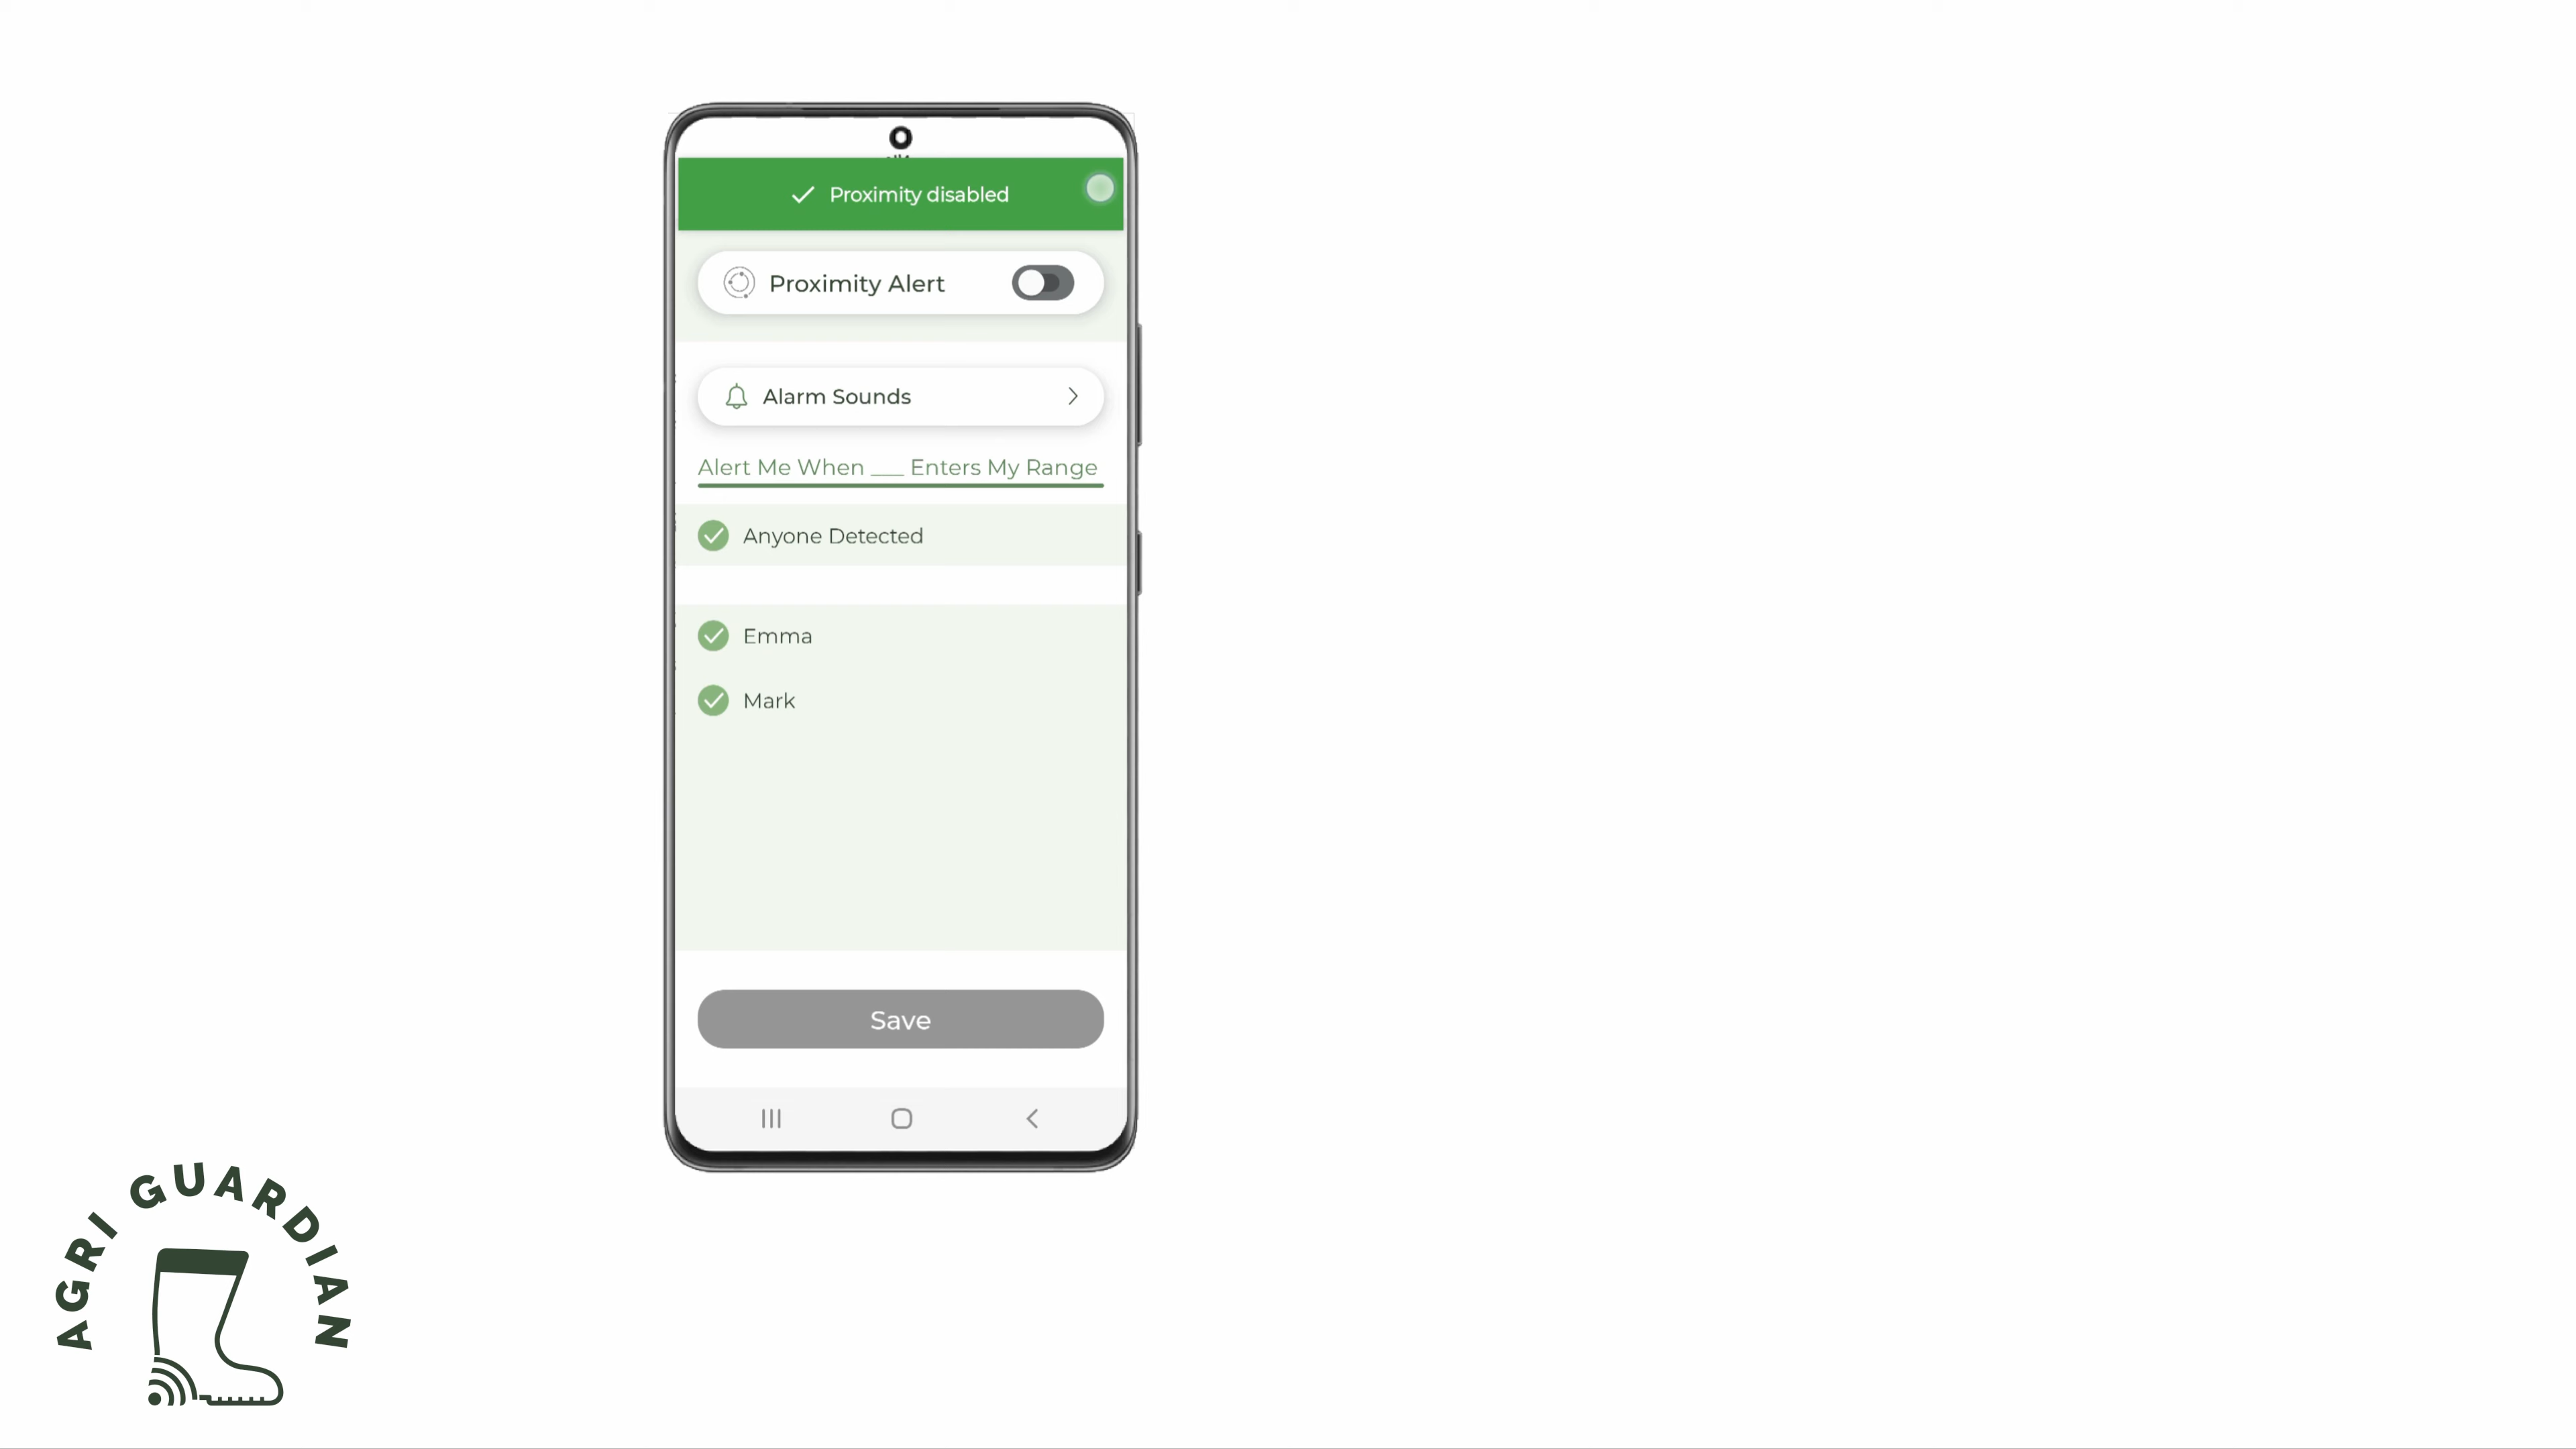 Proximity disabled
Proximity Alert
Alarm Sounds
Alert Me When ___ Enters My Range
Anyone Detected
Emma
Mark
Save
AGRI GUARDIAN